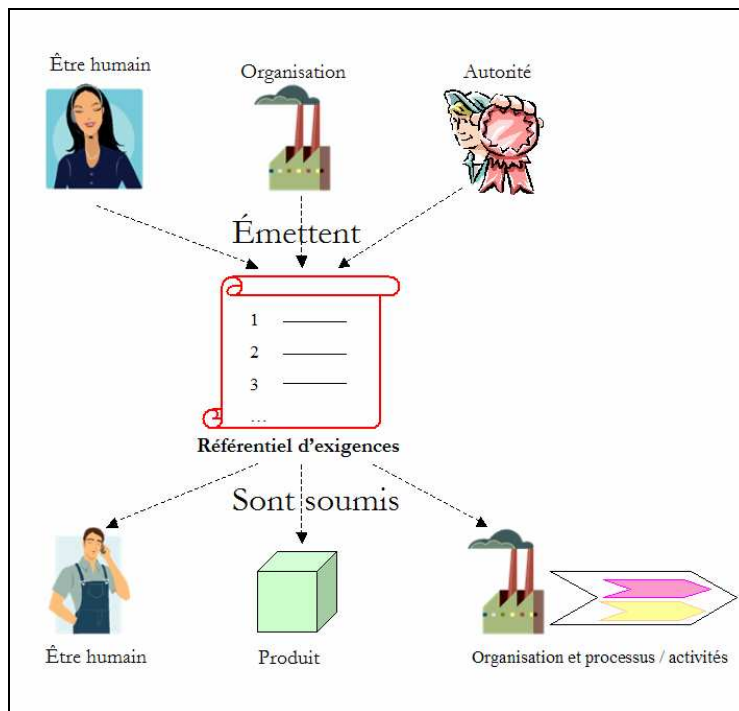 Être humain
Organisation
Autorité
Émettent
1
2
3
...
Référentiel d'exigences
Sont soumis
Être humain
Produit
Organisation et processus / activités